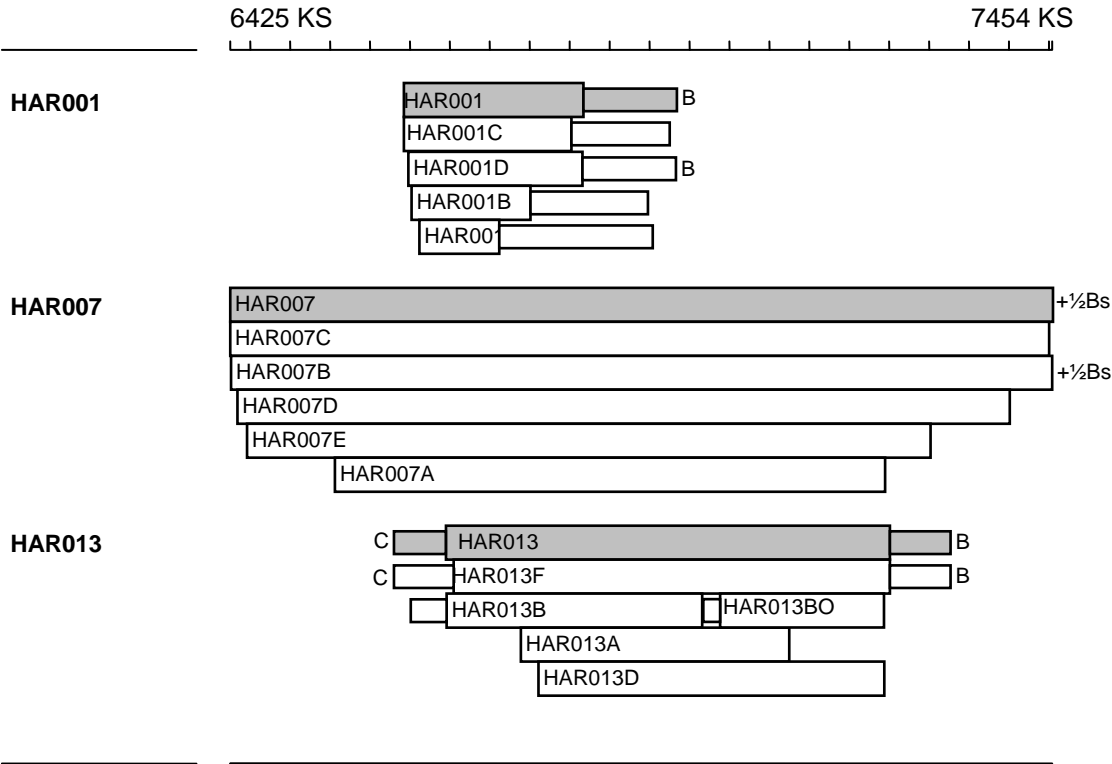 6425 KS 7454 KS
HAR001
HAR001 B
HAR001C
HAR001D B
HAR001B
HAR001
HAR007
HAR007 +½Bs
HAR007C
HAR007B +½Bs
HAR007D
HAR007E
HAR007A
HAR013
C HAR013 B
C HAR013F B
HAR013B HAR013BO
HAR013A
HAR013D